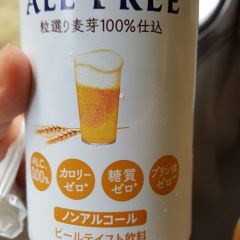 ALL-FREE
粒選り麦芽100%仕込
ALC.
0.00%
カロリー
ゼロ*
糖質
ゼロ*
プリン体
ゼロ**
ノンアルコール
ビールテイスト飲料